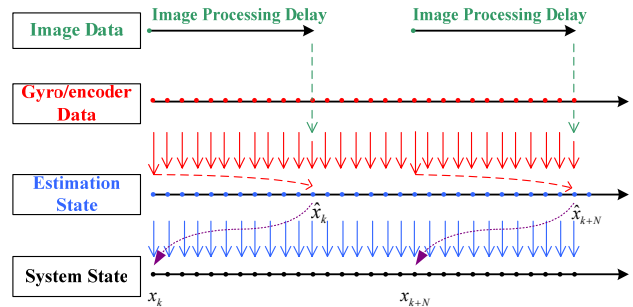 Image Processing Delay Image Processing Delay
Image Data
Gyro/encoder
Data
Estimation
State
x̂ₖ x̂ₖ₊N
System State
xₖ xₖ₊N